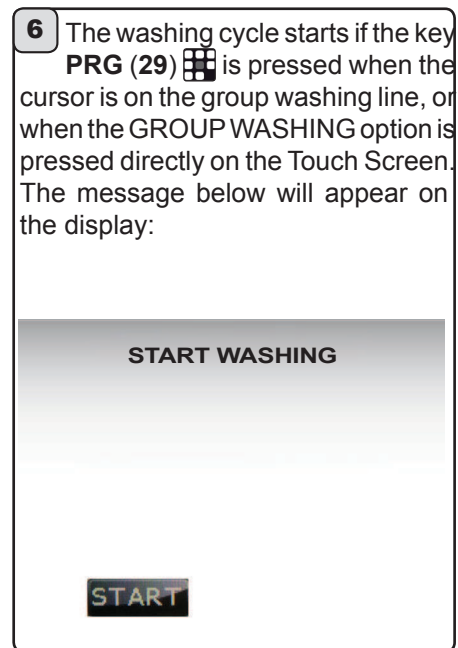 6 The washing cycle starts if the key
PRG (29) is pressed when the
cursor is on the group washing line, or
when the GROUP WASHING option is
pressed directly on the Touch Screen.
The message below will appear on
the display:
START WASHING
START